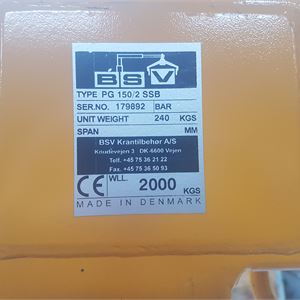 BSV
TYPE PG 150/2 SSB
SER.NO. 179892 BAR
UNIT WEIGHT 240 KGS
SPAN MM
BSV Krantilbehør A/S
Knudevejen 3 DK-6600 Vejen
Telf. +45 75 36 21 22
Fax. +45 75 36 50 93
CE WLL. 2000 KGS
MADE IN DENMARK